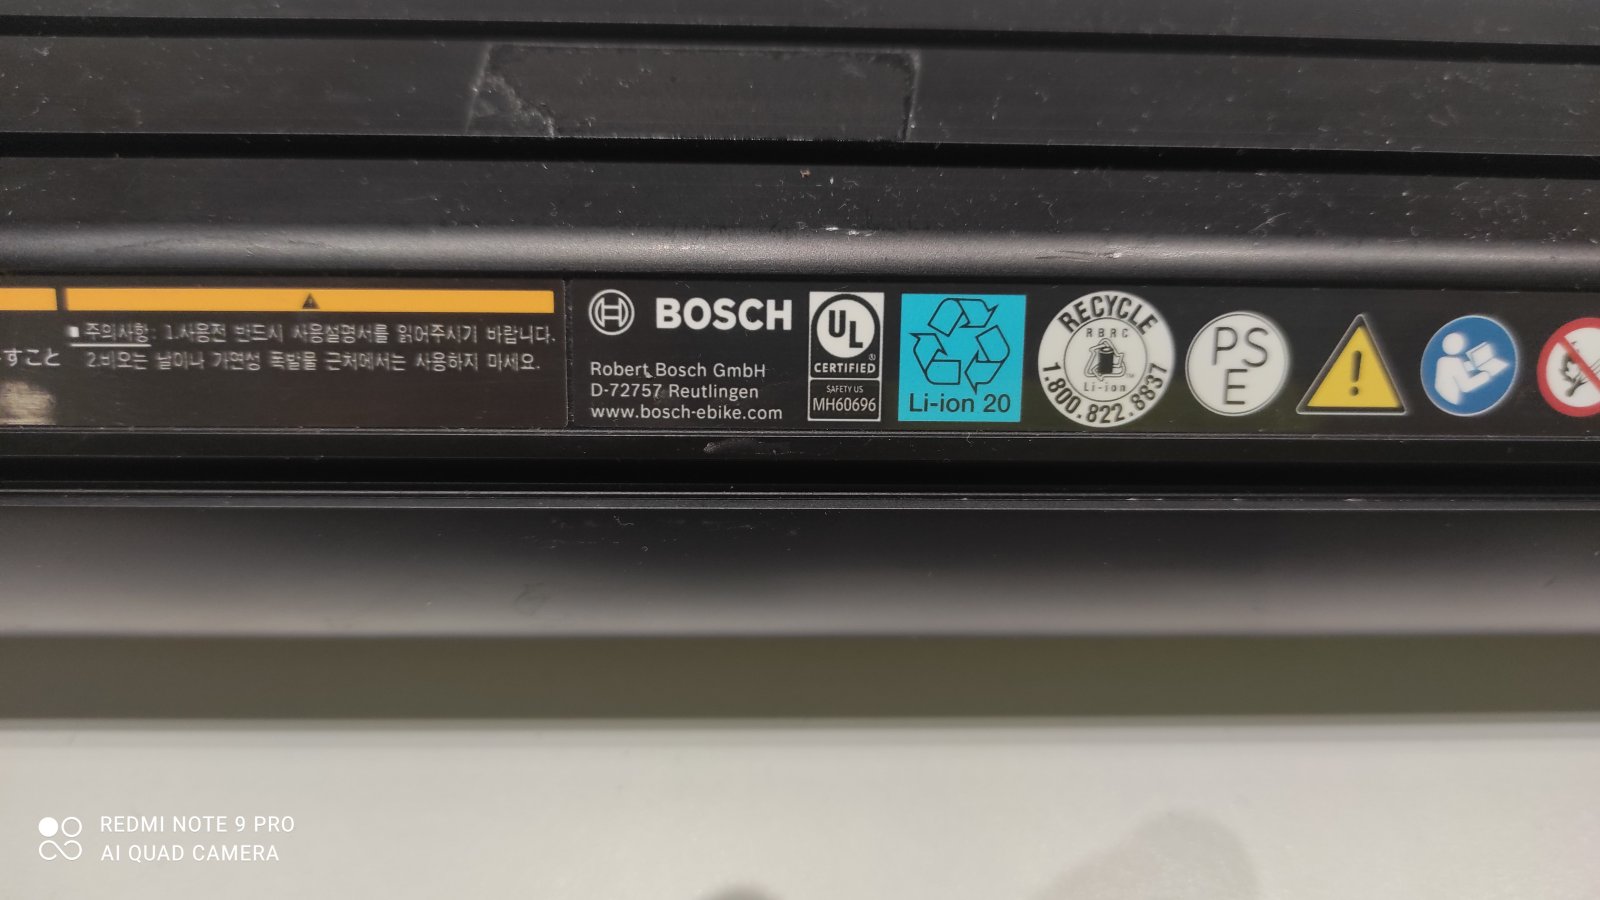 すこと
■ 주의사항: 1.사용전 반드시 사용설명서를 읽어주시기 바랍니다.
2.비오는 날이나 가연성 폭발물 근처에서는 사용하지 마세요.
BOSCH
Robert Bosch GmbH
D-72757 Reutlingen
www.bosch-ebike.com
UL
®
CERTIFIED
SAFETY US
MH60696
Li-ion 20
RECYCLE
RBRC
Li-ion
TM
1.800.822.8837
PS
E
REDMI NOTE 9 PRO
AI QUAD CAMERA